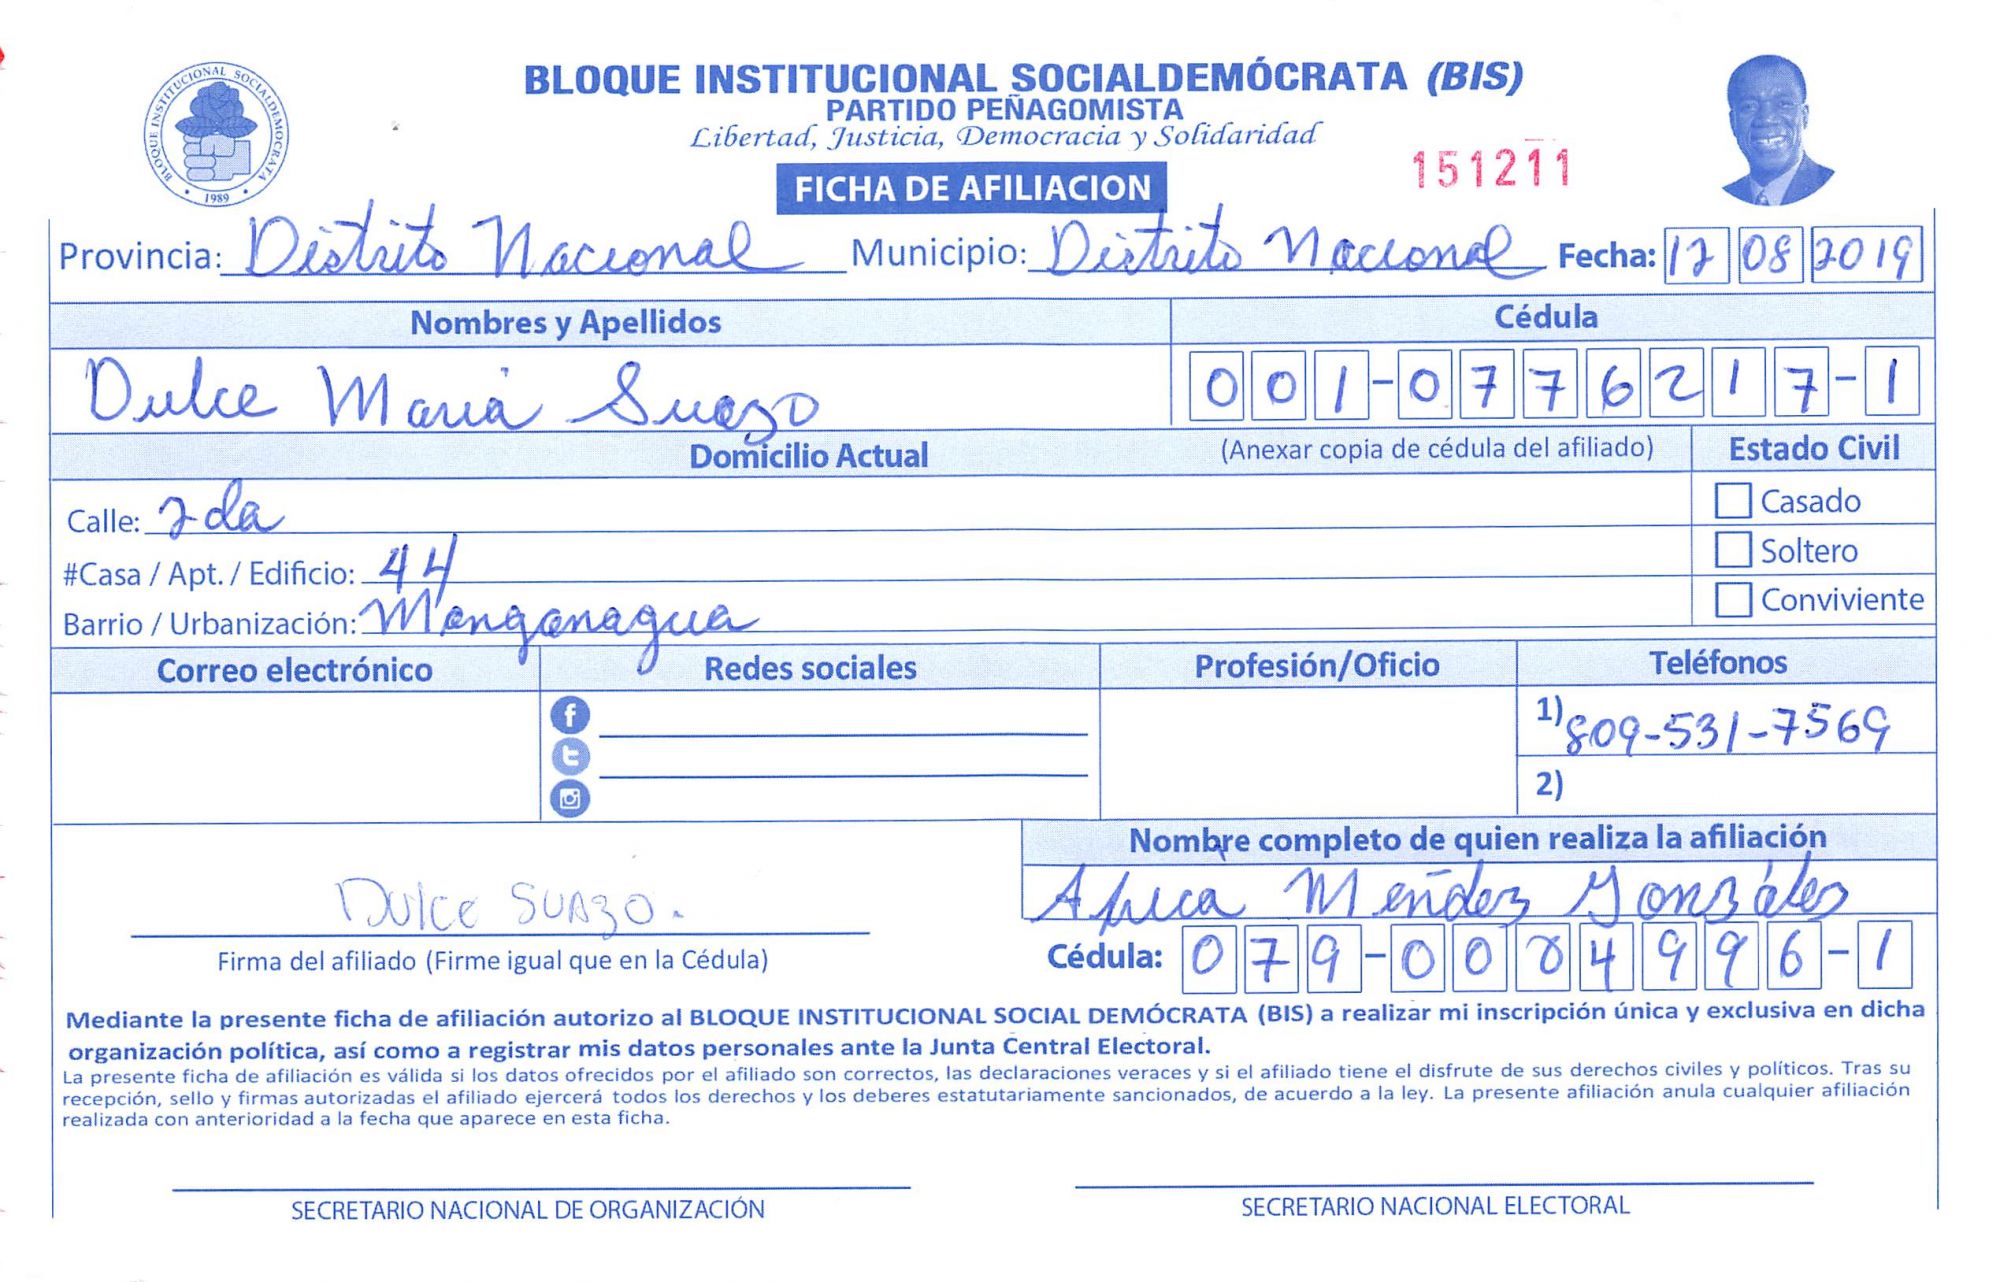 BLOQUE INSTITUCIONAL SOCIALDEMOCRATA
1989
BLOQUE INSTITUCIONAL SOCIALDEMÓCRATA (BIS)
PARTIDO PEÑAGOMISTA
Libertad, Justicia, Democracia y Solidaridad
FICHA DE AFILIACION
151211
Provincia: Distrito Nacional Municipio: Distrito Nacional Fecha: 12 08 2019
Nombres y Apellidos Cédula
Dulce Maria Suazo 001-0776217-1
Domicilio Actual (Anexar copia de cédula del afiliado) Estado Civil
Calle: 2da Casado
#Casa / Apt. / Edificio: 44 Soltero
Barrio / Urbanización: Manganagua Conviviente
Correo electrónico Redes sociales Profesión/Oficio Teléfonos
1) 809-531-7569
2)
Nombre completo de quien realiza la afiliación
Méndez Gonzáles
DULCE SUAZO.
Firma del afiliado (Firme igual que en la Cédula) Cédula: 079-0004996-1
Mediante la presente ficha de afiliación autorizo al BLOQUE INSTITUCIONAL SOCIAL DEMÓCRATA (BIS) a realizar mi inscripción única y exclusiva en dicha
organización política, así como a registrar mis datos personales ante la Junta Central Electoral.
La presente ficha de afiliación es válida si los datos ofrecidos por el afiliado son correctos, las declaraciones veraces y si el afiliado tiene el disfrute de sus derechos civiles y políticos. Tras su
recepción, sello y firmas autorizadas el afiliado ejercerá todos los derechos y los deberes estatutariamente sancionados, de acuerdo a la ley. La presente afiliación anula cualquier afiliación
realizada con anterioridad a la fecha que aparece en esta ficha.
SECRETARIO NACIONAL DE ORGANIZACIÓN SECRETARIO NACIONAL ELECTORAL